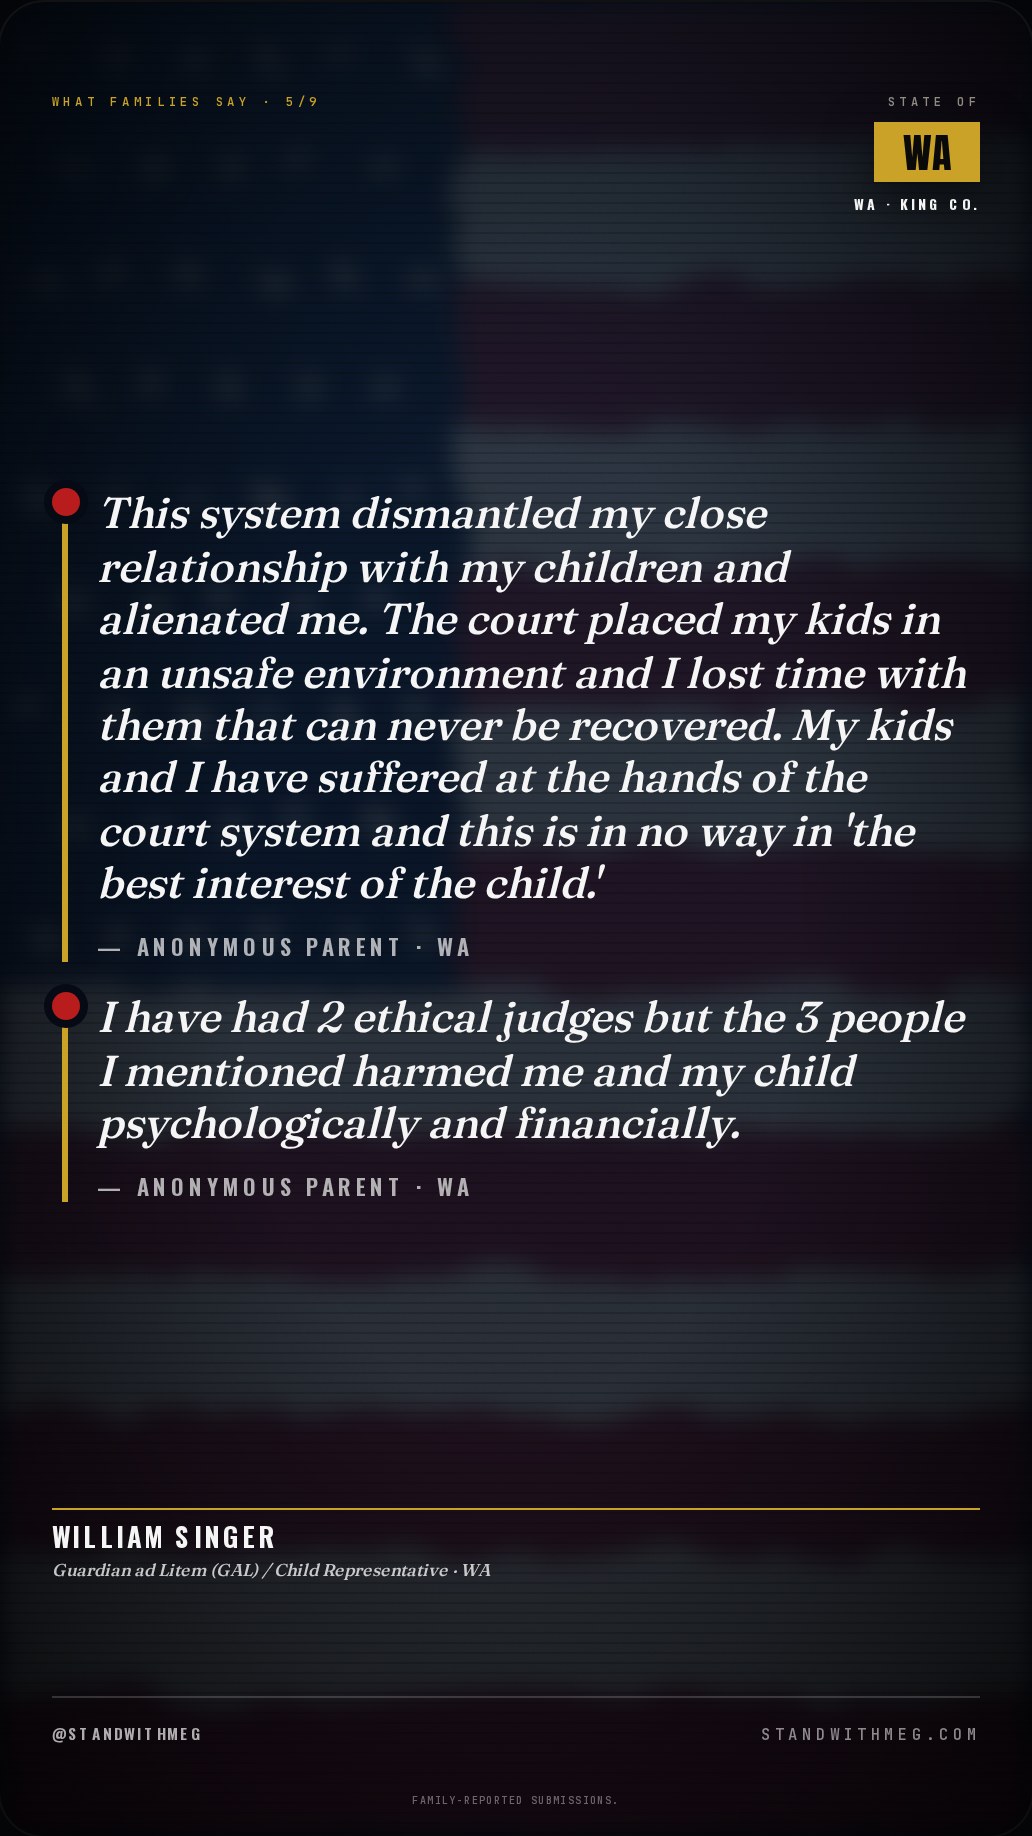 WHAT FAMILIES SAY · 5/9
STATE OF
WA
WA · KING CO.
This system dismantled my close
relationship with my children and
alienated me. The court placed my kids in
an unsafe environment and I lost time with
them that can never be recovered. My kids
and I have suffered at the hands of the
court system and this is in no way in 'the
best interest of the child.'
— ANONYMOUS PARENT · WA
I have had 2 ethical judges but the 3 people
I mentioned harmed me and my child
psychologically and financially.
— ANONYMOUS PARENT · WA
WILLIAM SINGER
Guardian ad Litem (GAL) / Child Representative · WA
@STANDWITHMEG
STANDWITHMEG.COM
FAMILY-REPORTED SUBMISSIONS.